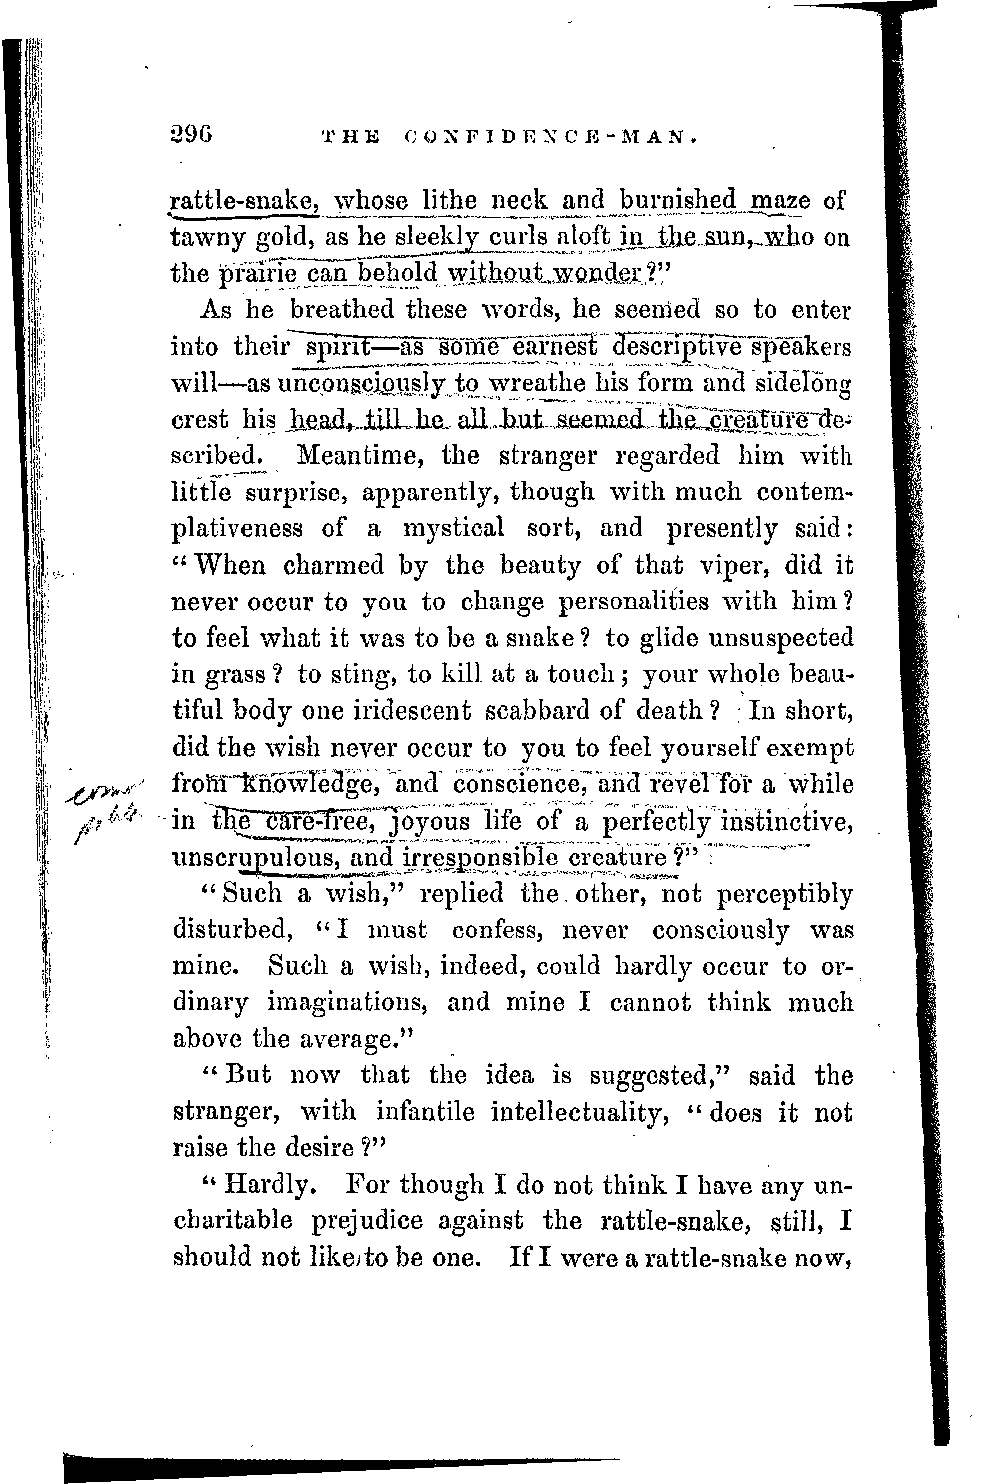 296 THE CONFIDENCE-MAN.
rattle-snake, whose lithe neck and burnished maze of
tawny gold, as he sleekly curls aloft in the sun, who on
the prairie can behold without wonder?"
As he breathed these words, he seemed so to enter
into their spirit—as some earnest descriptive speakers
will—as unconsciously to wreathe his form and sidelong
crest his head, till he all but seemed the creature de-
scribed. Meantime, the stranger regarded him with
little surprise, apparently, though with much contem-
plativeness of a mystical sort, and presently said:
"When charmed by the beauty of that viper, did it
never occur to you to change personalities with him?
to feel what it was to be a snake? to glide unsuspected
in grass? to sting, to kill at a touch; your whole beau-
tiful body one iridescent scabbard of death? In short,
did the wish never occur to you to feel yourself exempt
from knowledge, and conscience, and revel for a while
in the care-free, joyous life of a perfectly instinctive,
unscrupulous, and irresponsible creature?"
"Such a wish," replied the other, not perceptibly
disturbed, "I must confess, never consciously was
mine. Such a wish, indeed, could hardly occur to or-
dinary imaginations, and mine I cannot think much
above the average."
"But now that the idea is suggested," said the
stranger, with infantile intellectuality, "does it not
raise the desire?"
"Hardly. For though I do not think I have any un-
charitable prejudice against the rattle-snake, still, I
should not like to be one. If I were a rattle-snake now,